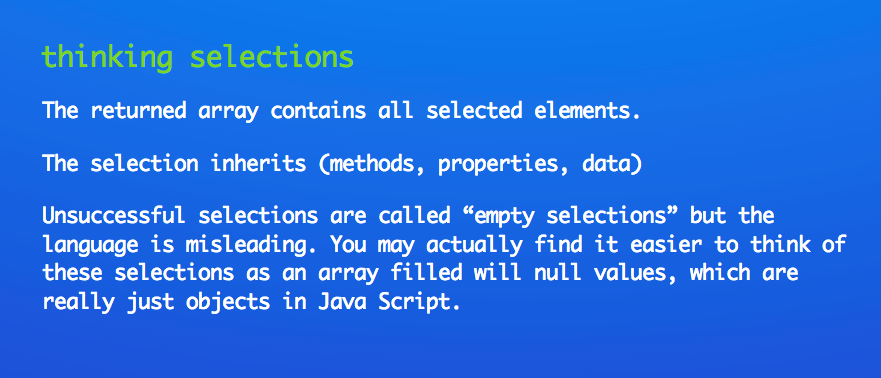 thinking selections
The returned array contains all selected elements.
The selection inherits (methods, properties, data)
Unsuccessful selections are called “empty selections” but the
language is misleading. You may actually find it easier to think of
these selections as an array filled will null values, which are
really just objects in Java Script.